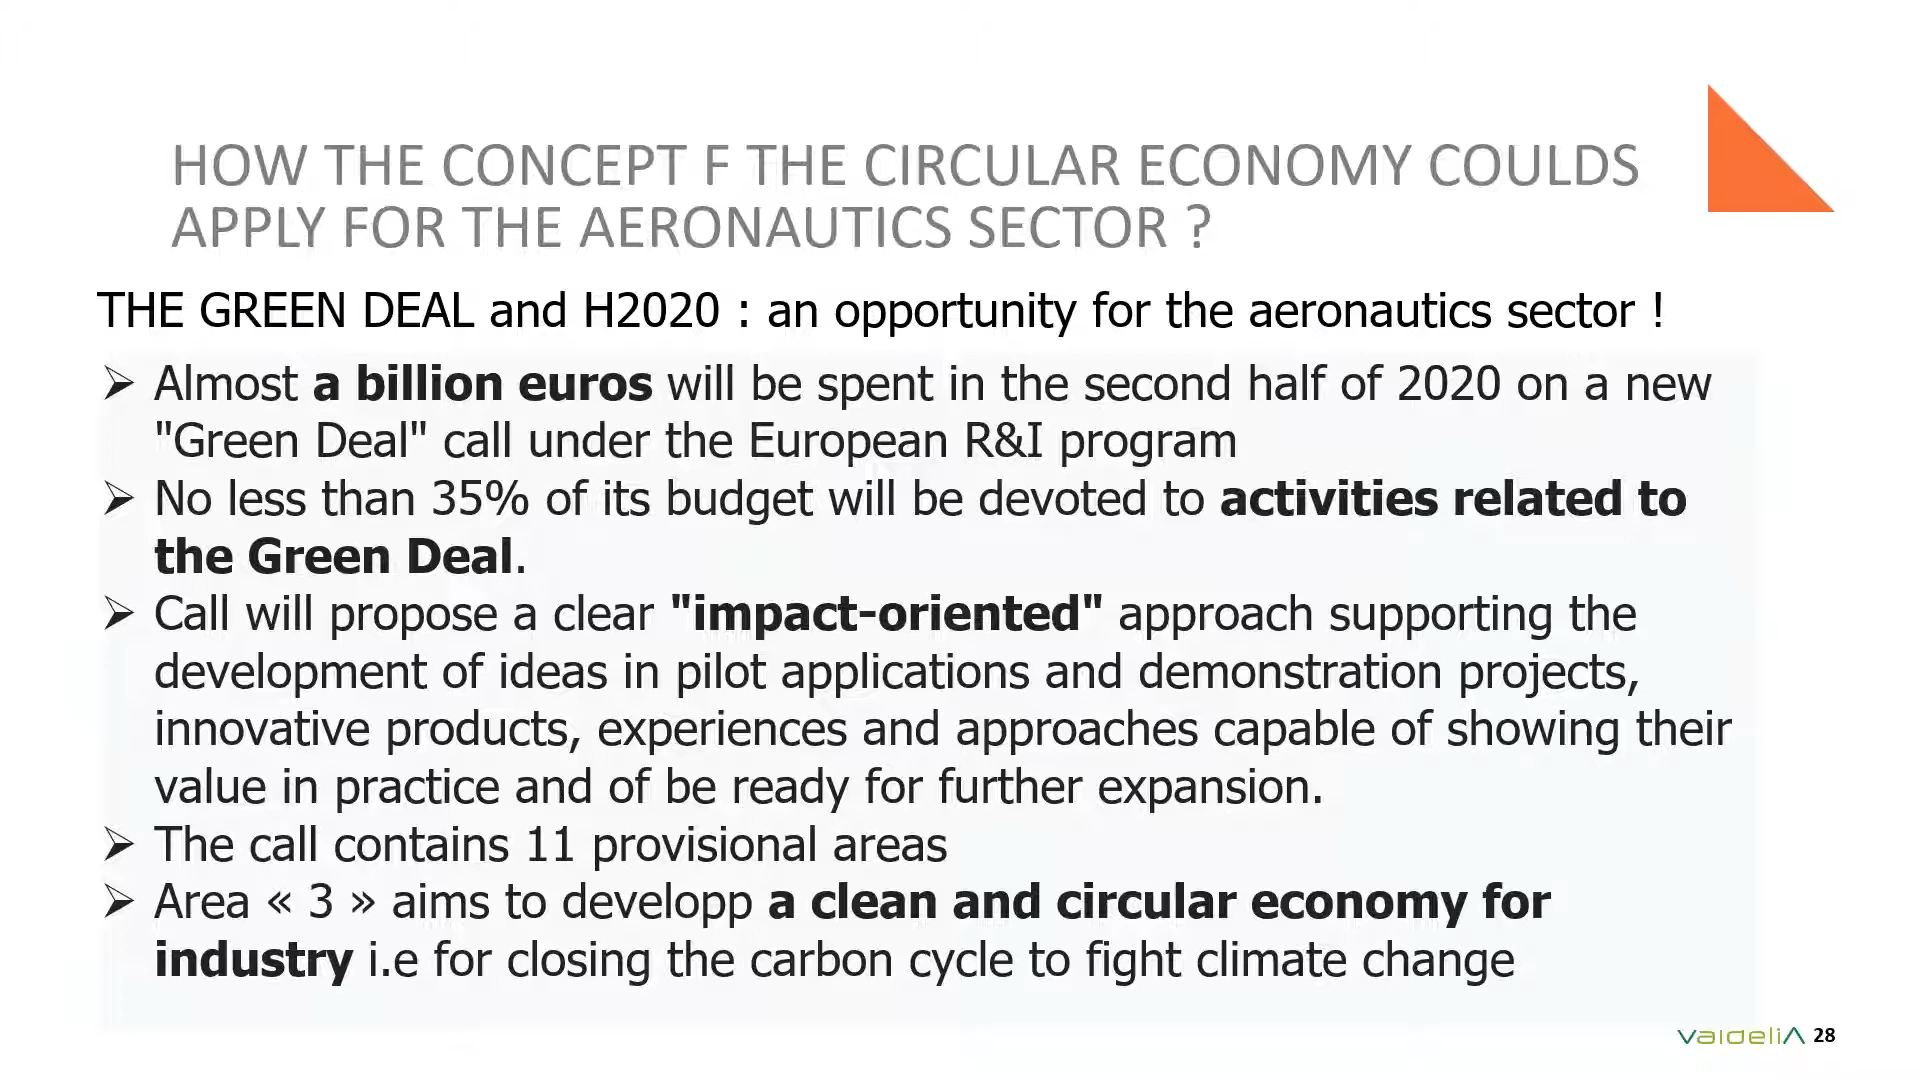 HOW THE CONCEPT F THE CIRCULAR ECONOMY COULDS
APPLY FOR THE AERONAUTICS SECTOR ?
THE GREEN DEAL and H2020 : an opportunity for the aeronautics sector !
➢ Almost a billion euros will be spent in the second half of 2020 on a new
"Green Deal" call under the European R&I program
➢ No less than 35% of its budget will be devoted to activities related to
the Green Deal.
➢ Call will propose a clear "impact-oriented" approach supporting the
development of ideas in pilot applications and demonstration projects,
innovative products, experiences and approaches capable of showing their
value in practice and of be ready for further expansion.
➢ The call contains 11 provisional areas
➢ Area « 3 » aims to developp a clean and circular economy for
industry i.e for closing the carbon cycle to fight climate change
valdeliA 28